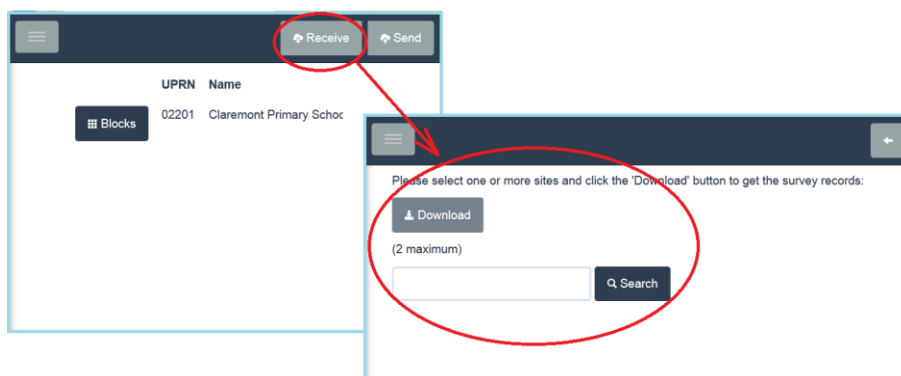 Receive Send
UPRN Name
Blocks 02201 Claremont Primary Schoc
Please select one or more sites and click the 'Download' button to get the survey records:
Download
(2 maximum)
Search